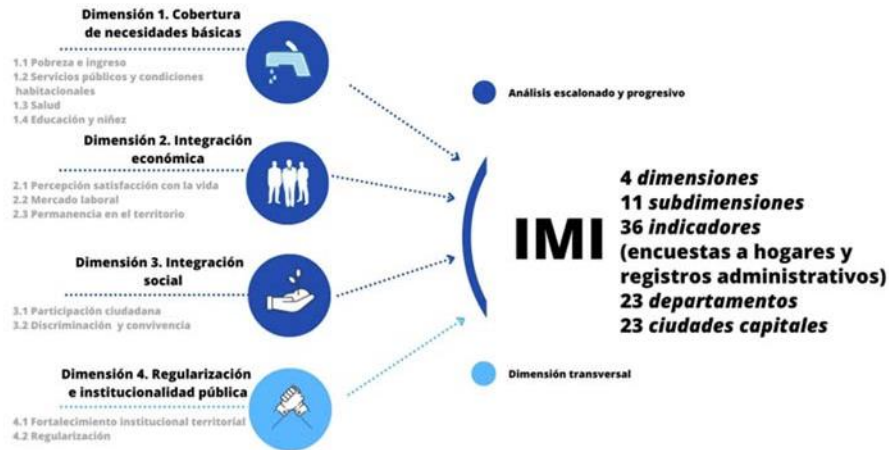 Dimensión 1. Cobertura
de necesidades básicas
1.1 Pobreza e ingreso
1.2 Servicios públicos y condiciones
habitacionales
1.3 Salud
1.4 Educación y niñez
Dimensión 2. Integración
económica
2.1 Percepción satisfacción con la vida
2.2 Mercado laboral
2.3 Permanencia en el territorio
Dimensión 3. Integración
social
3.1 Participación ciudadana
3.2 Discriminación y convivencia
Dimensión 4. Regularización
e institucionalidad pública
4.1 Fortalecimiento institucional territorial
4.2 Regularización
Análisis escalonado y progresivo
IMI
4 dimensiones
11 subdimensiones
36 indicadores
(encuestas a hogares y
registros administrativos)
23 departamentos
23 ciudades capitales
Dimensión transversal